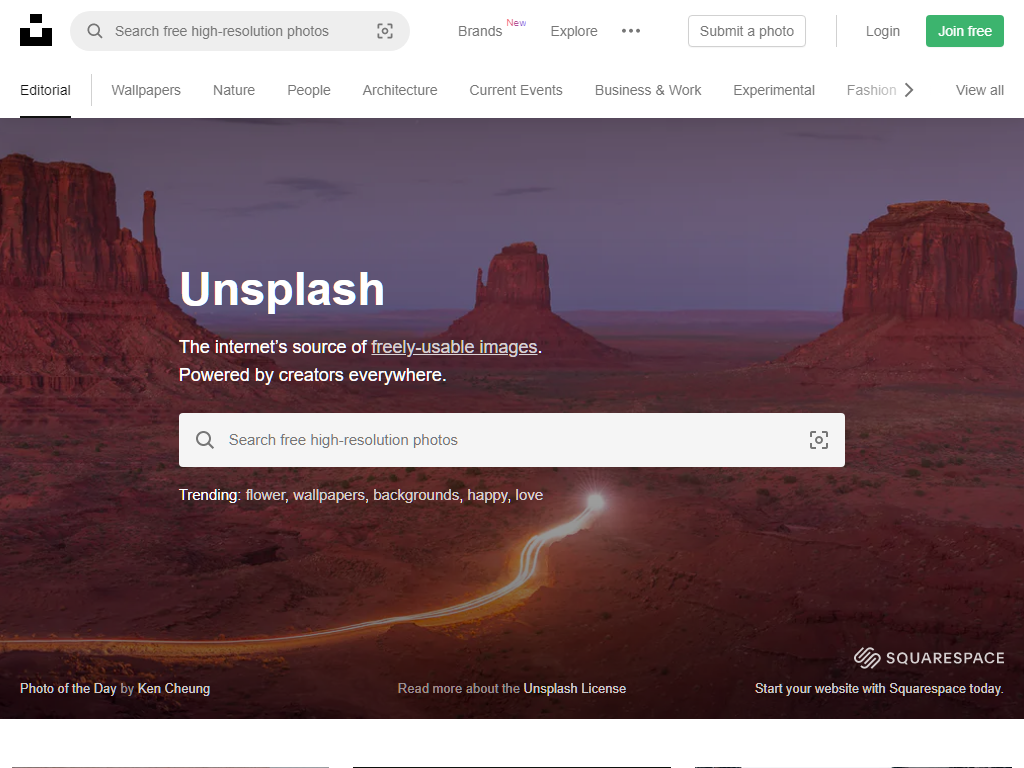 Search free high-resolution photos
Brands New
Explore
Submit a photo
Login
Join free
Editorial
Wallpapers
Nature
People
Architecture
Current Events
Business & Work
Experimental
Fashion
View all
Unsplash
The internet’s source of freely-usable images.
Powered by creators everywhere.
Search free high-resolution photos
Trending: flower, wallpapers, backgrounds, happy, love
SQUARESPACE
Photo of the Day by Ken Cheung
Read more about the Unsplash License
Start your website with Squarespace today.